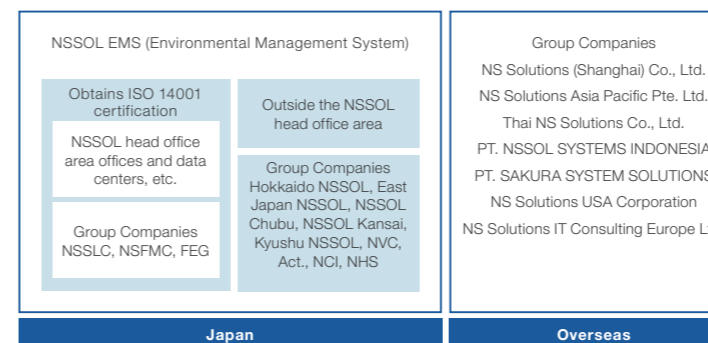 NSSOL EMS (Environmental Management System)
Obtains ISO 14001
certification
NSSOL head office
area offices and data
centers, etc.
Group Companies
NSSLC, NSFMC, FEG
Outside the NSSOL
head office area
Group Companies
Hokkaido NSSOL, East
Japan NSSOL, NSSOL
Chubu, NSSOL Kansai,
Kyushu NSSOL, NVC,
Act., NCI, NHS
Japan
Group Companies
NS Solutions (Shanghai) Co., Ltd.
NS Solutions Asia Pacific Pte. Ltd.
Thai NS Solutions Co., Ltd.
PT. NSSOL SYSTEMS INDONESIA
PT. SAKURA SYSTEM SOLUTIONS
NS Solutions USA Corporation
NS Solutions IT Consulting Europe
Overseas